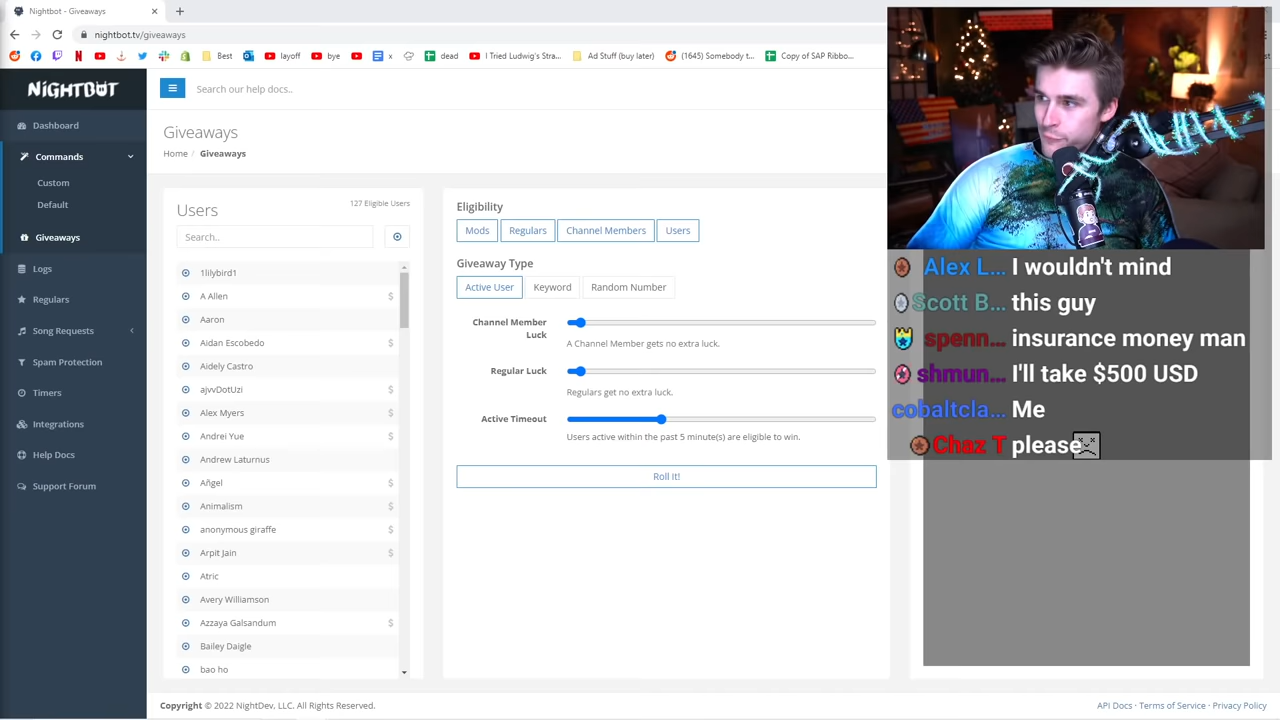 Nightbot - Giveaways
nightbot.tv/giveaways
Best
layoff
bye
x
dead
I Tried Ludwig's Stra...
Ad Stuff (buy later)
(1645) Somebody t...
Copy of SAP Ribbo...
NIGHTBOT
Search our help docs..
Dashboard
Commands
Custom
Default
Giveaways
Logs
Regulars
Song Requests
Spam Protection
Timers
Integrations
Help Docs
Support Forum
Giveaways
Home / Giveaways
Users
127 Eligible Users
Search..
1lilybird1
A Allen $
Aaron
Aidan Escobedo $
Aidely Castro
ajvvDotUzi $
Alex Myers $
Andrei Yue $
Andrew Laturnus
Añgel $
Animalism $
anonymous giraffe $
Arpit Jain $
Atric
Avery Williamson
Azzaya Galsandum $
Bailey Daigle
bao ho
Eligibility
Mods Regulars Channel Members Users
Giveaway Type
Active User Keyword Random Number
Channel Member
Luck
A Channel Member gets no extra luck.
Regular Luck
Regulars get no extra luck.
Active Timeout
Users active within the past 5 minute(s) are eligible to win.
Roll It!
Alex L... I wouldn't mind
Scott B... this guy
spenn... insurance money man
shmun... I'll take $500 USD
cobaltcla... Me
Chaz T please
Copyright © 2022 NightDev, LLC. All Rights Reserved.
API Docs · Terms of Service · Privacy Policy